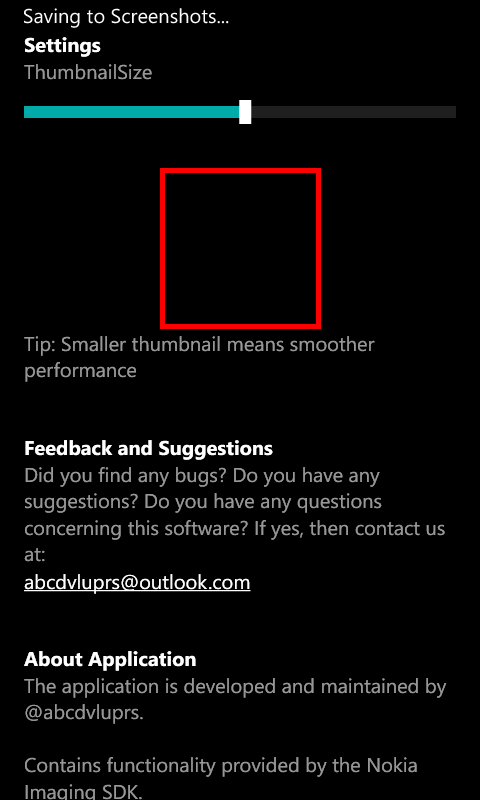 Saving to Screenshots...
Settings
ThumbnailSize
Tip: Smaller thumbnail means smoother
performance
Feedback and Suggestions
Did you find any bugs? Do you have any
suggestions? Do you have any questions
concerning this software? If yes, then contact us
at:
abcdvluprs@outlook.com
About Application
The application is developed and maintained by
@abcdvluprs.
Contains functionality provided by the Nokia
Imaging SDK.